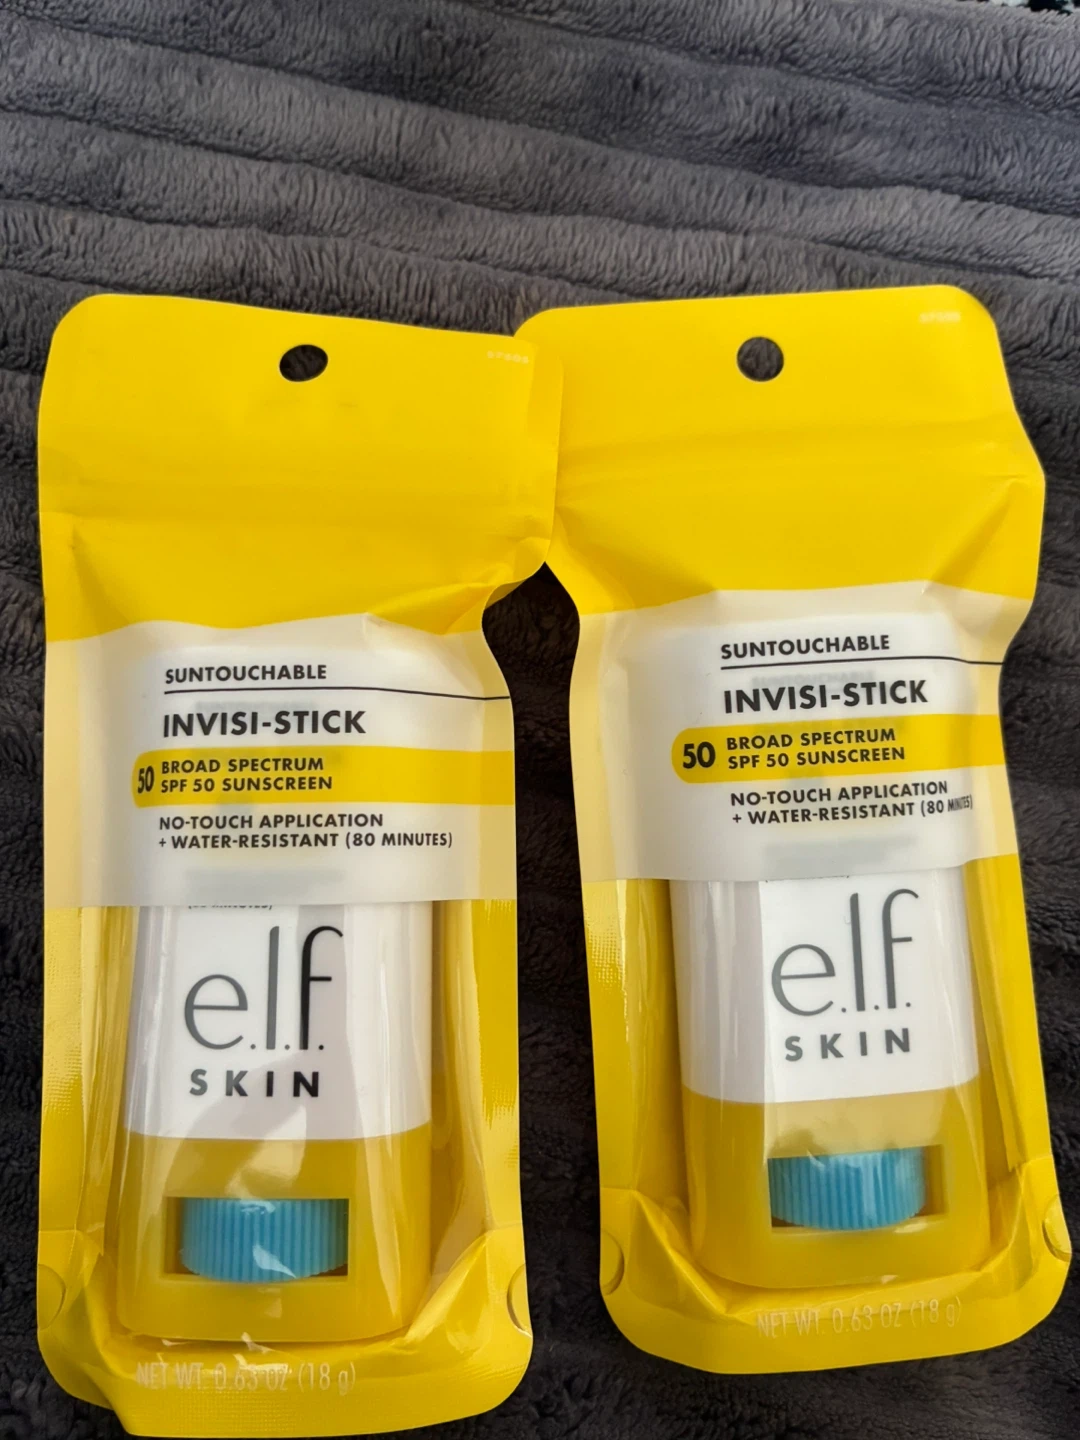 SUNTOUCHABLE
INVISI-STICK
50
BROAD SPECTRUM
SPF 50 SUNSCREEN
NO-TOUCH APPLICATION
+ WATER-RESISTANT (80 MINUTES)
e.l.f.
SKIN
NET WT. 0.63 OZ (18 g)
SUNTOUCHABLE
INVISI-STICK
50
BROAD SPECTRUM
SPF 50 SUNSCREEN
NO-TOUCH APPLICATION
+ WATER-RESISTANT (80 MINUTES)
e.l.f.
SKIN
NET WT. 0.63 OZ (18 g)